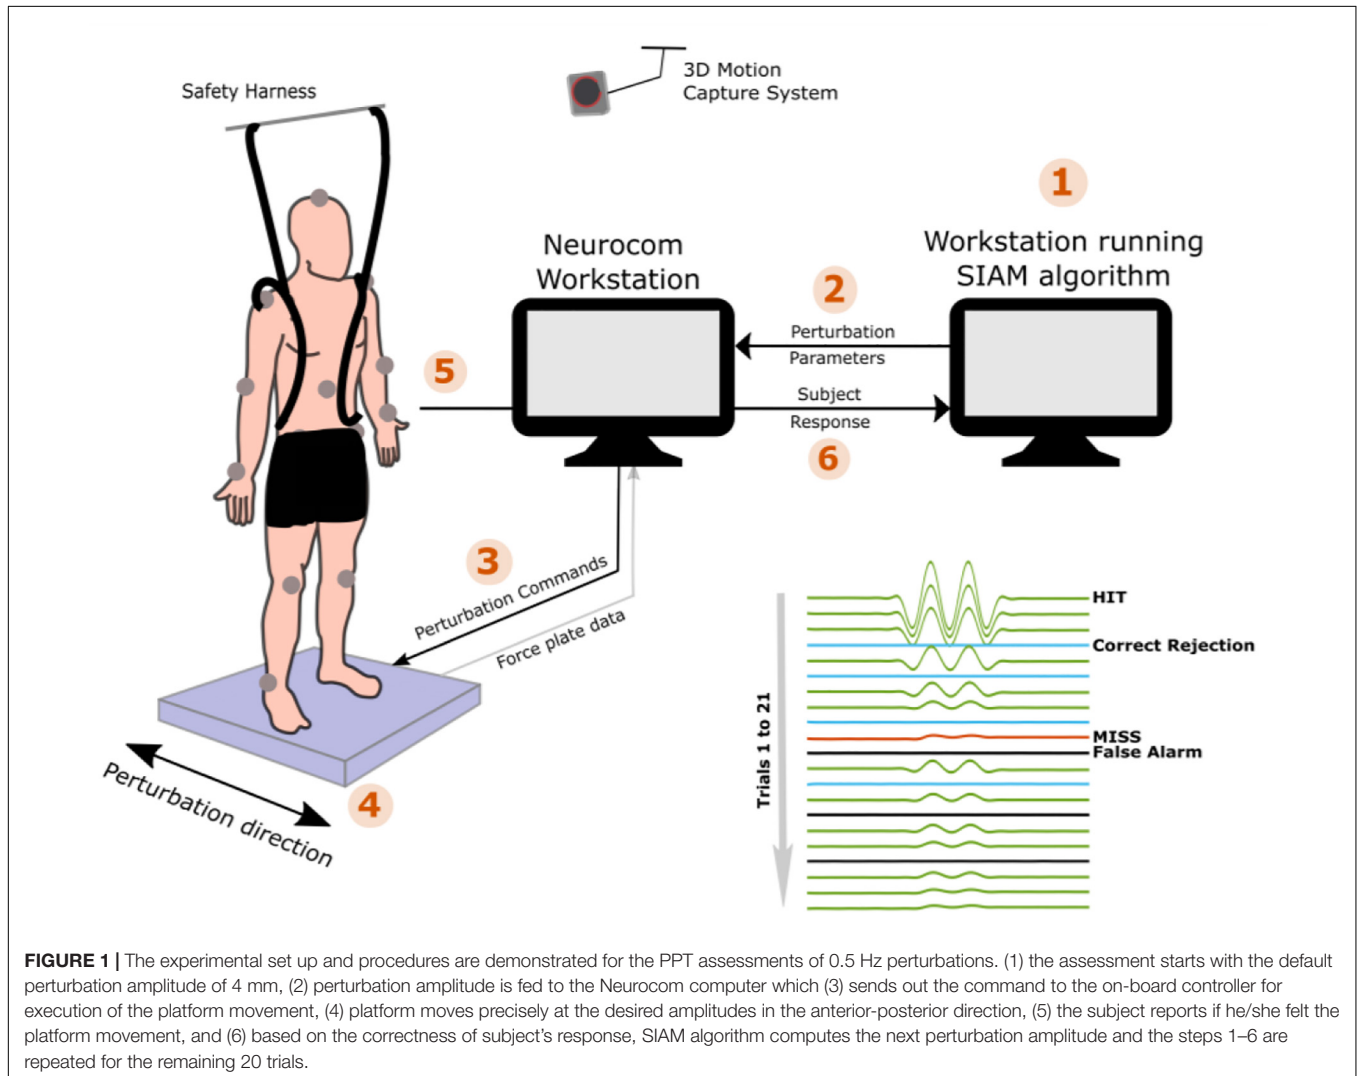 Safety Harness
3D Motion
Capture System
1
Neurocom
Workstation
Workstation running
SIAM algorithm
2
Perturbation
Parameters
5
Subject
Response
6
3
Perturbation Commands
Force plate data
Perturbation direction
4
Trials 1 to 21
HIT
Correct Rejection
MISS
False Alarm
FIGURE 1 | The experimental set up and procedures are demonstrated for the PPT assessments of 0.5 Hz perturbations. (1) the assessment starts with the default
perturbation amplitude of 4 mm, (2) perturbation amplitude is fed to the Neurocom computer which (3) sends out the command to the on-board controller for
execution of the platform movement, (4) platform moves precisely at the desired amplitudes in the anterior-posterior direction, (5) the subject reports if he/she felt the
platform movement, and (6) based on the correctness of subject's response, SIAM algorithm computes the next perturbation amplitude and the steps 1–6 are
repeated for the remaining 20 trials.